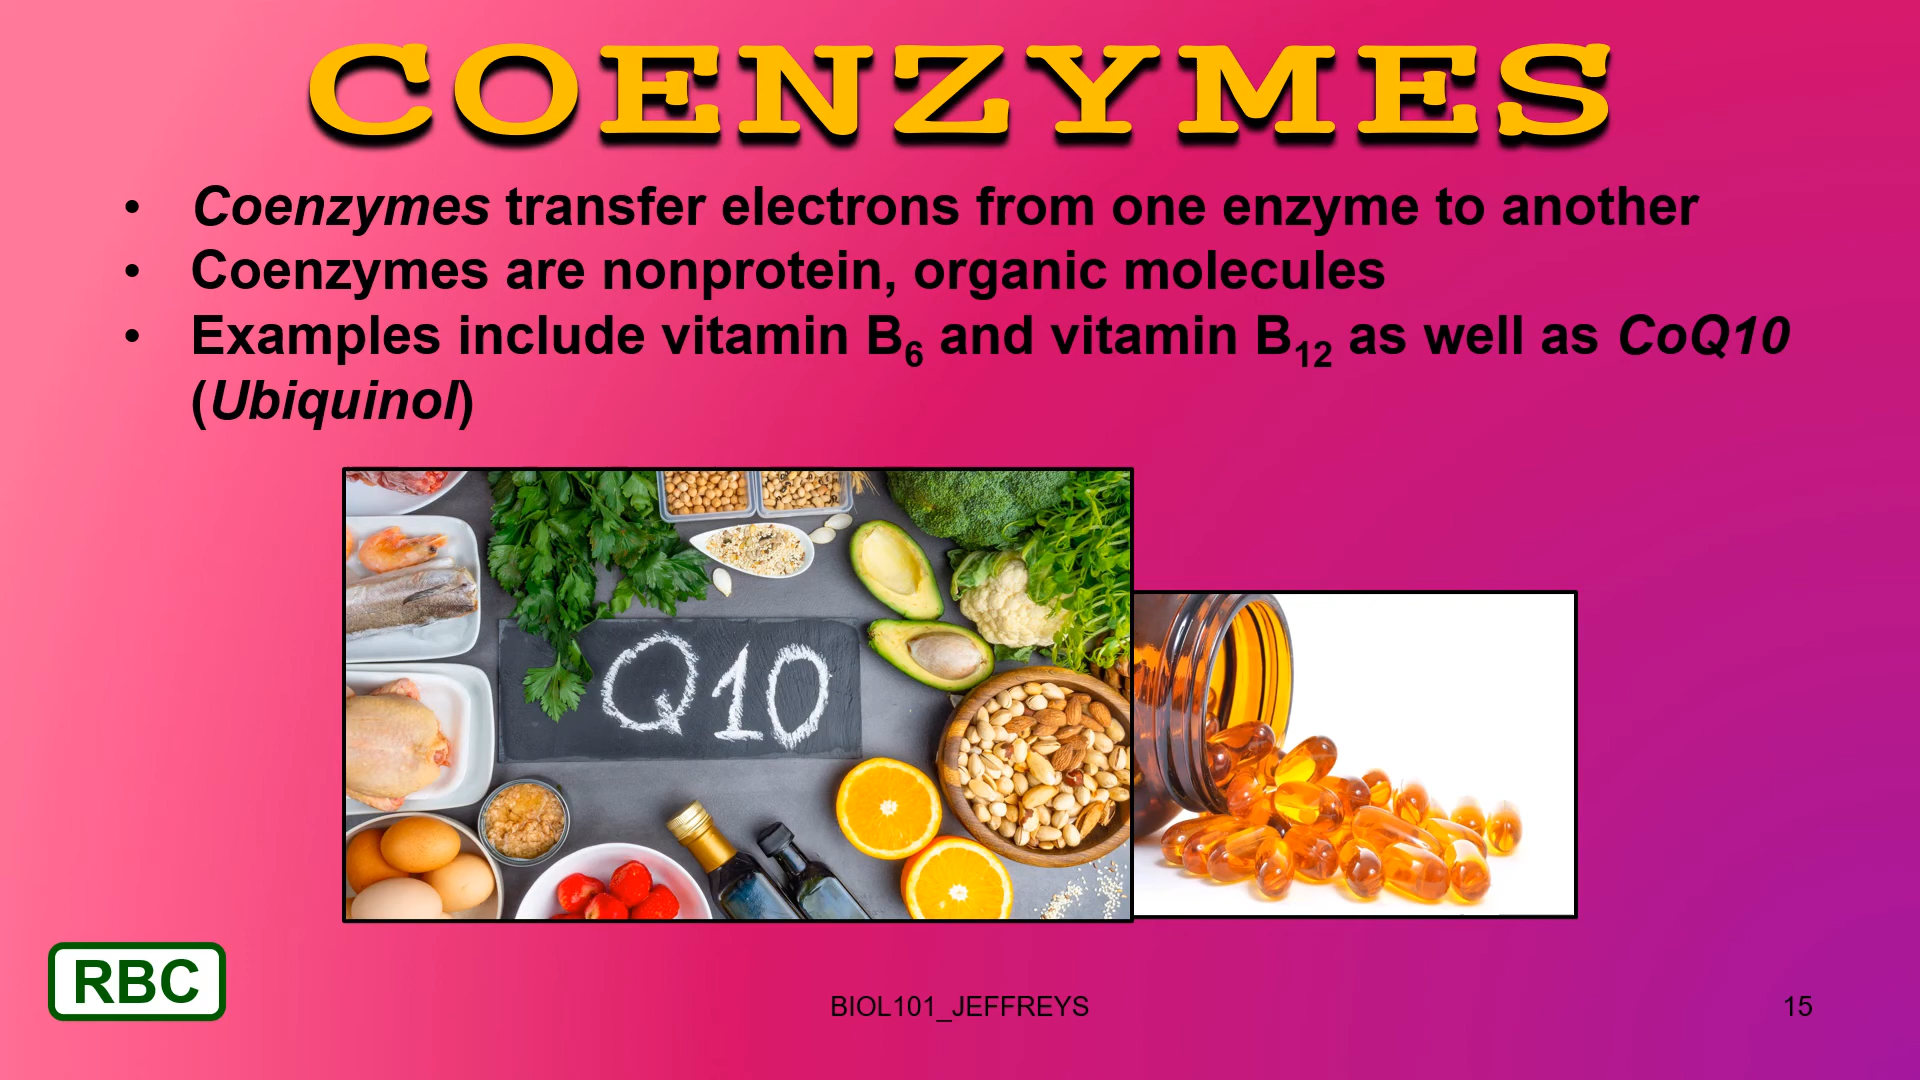 COENZYMES
• Coenzymes transfer electrons from one enzyme to another
• Coenzymes are nonprotein, organic molecules
• Examples include vitamin B₆ and vitamin B₁₂ as well as CoQ10
(Ubiquinol)
Q10
RBC
BIOL101_JEFFREYS
15